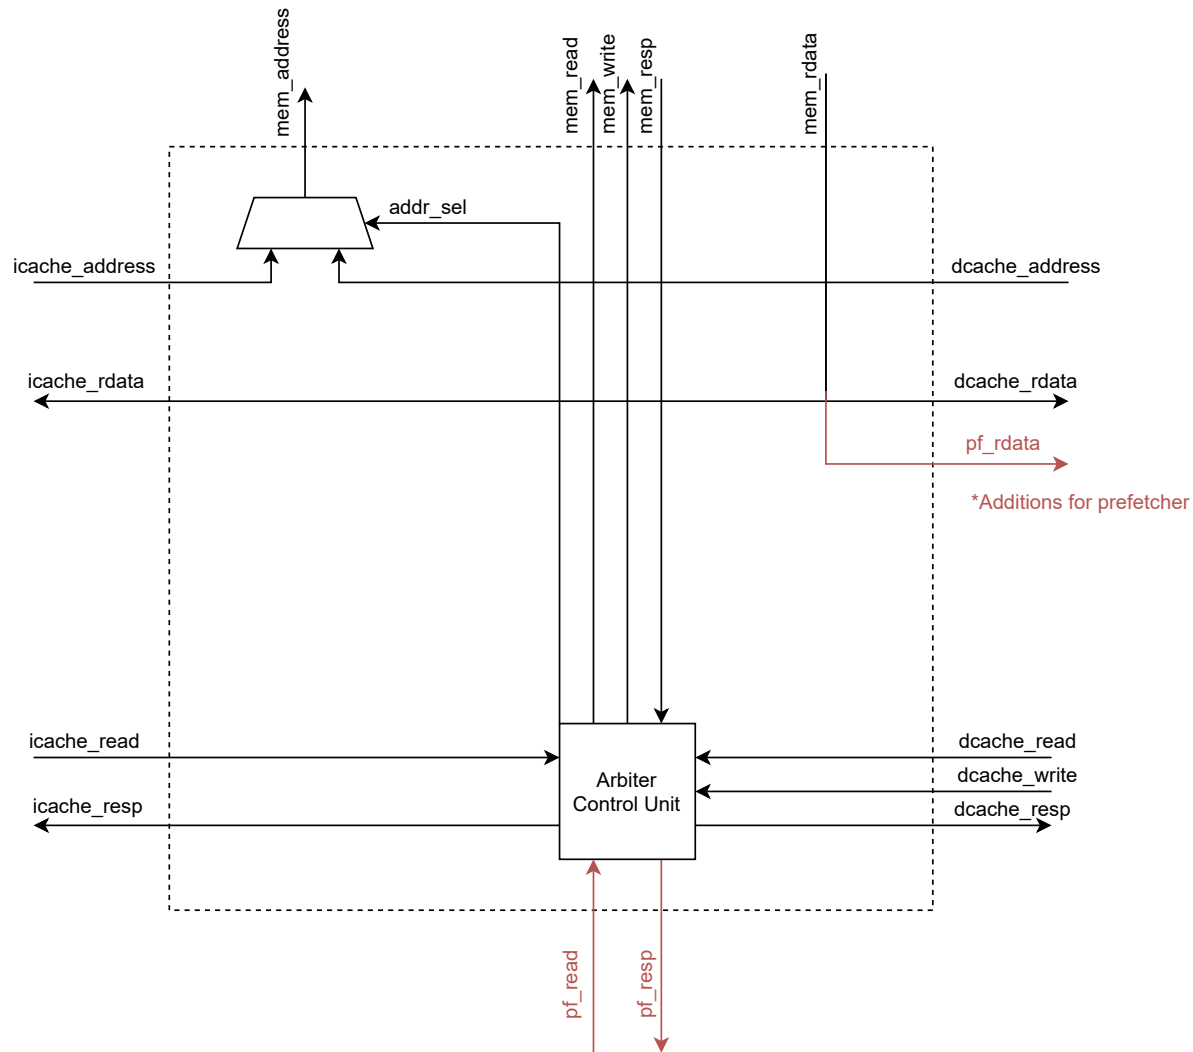 mem_address
mem_read
mem_write
mem_resp
mem_rdata
addr_sel
icache_address
dcache_address
icache_rdata
dcache_rdata
pf_rdata
*Additions for prefetcher
icache_read
dcache_read
Arbiter
Control Unit
dcache_write
icache_resp
dcache_resp
pf_read
pf_resp